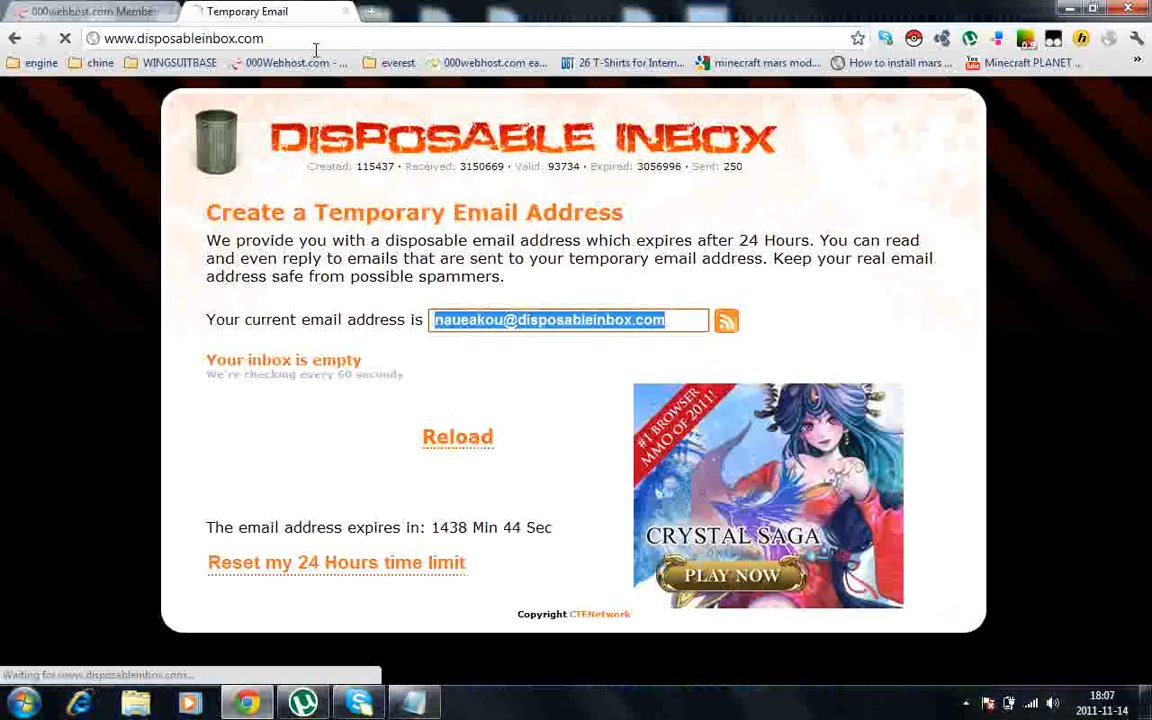 000webhost.com Membe
Temporary Email
www.disposableinbox.com
engine
chine
WINGSUITBASE
000Webhost.com - ...
everest
000webhost.com ea...
26 T-Shirts for Intern...
minecraft mars mod...
How to install mars ...
Minecraft PLANET ...
DISPOSABLE INBOX
Created: 115437 • Received: 3150669 • Valid: 93734 • Expired: 3056996 • Sent: 250
Create a Temporary Email Address
We provide you with a disposable email address which expires after 24 Hours. You can read
and even reply to emails that are sent to your temporary email address. Keep your real email
address safe from possible spammers.
Your current email address is naueakou@disposableinbox.com
Your inbox is empty
We're checking every 60 seconds
Reload
#1 BROWSER
MMO OF 2011!
CRYSTAL SAGA
PLAY NOW
The email address expires in: 1438 Min 44 Sec
Reset my 24 Hours time limit
Copyright CTENetwork
Waiting for www.disposableinbox.com...
18:07
2011-11-14